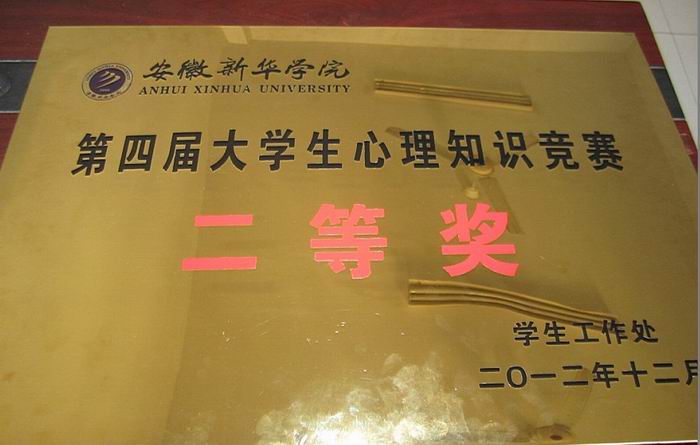 安徽新华学院
ANHUI XINHUA UNIVERSITY
第四届大学生心理知识竞赛
二等奖
学生工作处
二〇一二年十二月